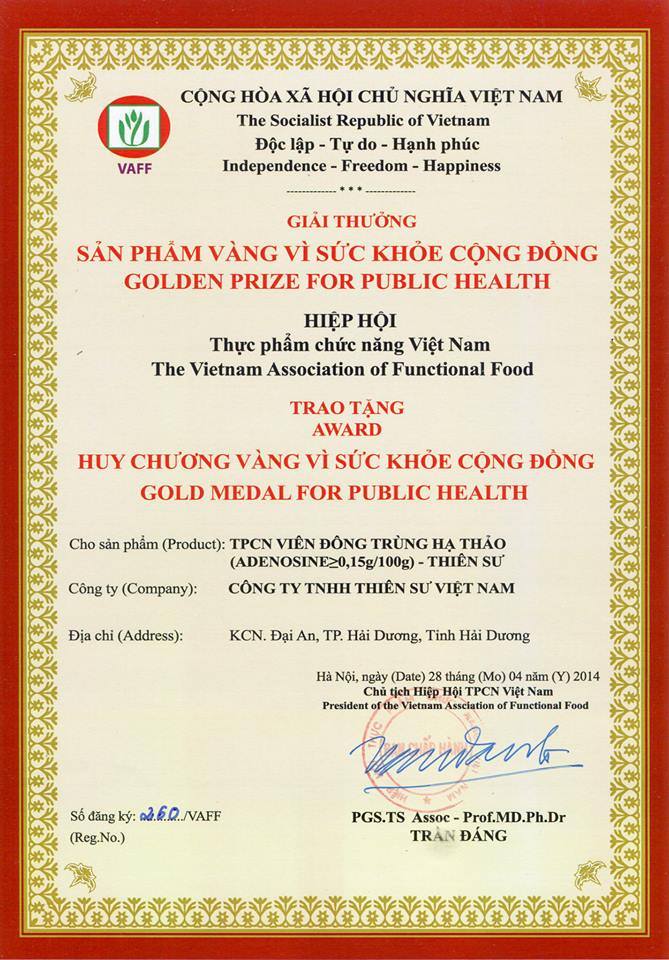 CỘNG HÒA XÃ HỘI CHỦ NGHĨA VIỆT NAM
The Socialist Republic of Vietnam
Độc lập - Tự do - Hạnh phúc
Independence - Freedom - Happiness
------------- * * * -------------
VAFF
GIẢI THƯỞNG
SẢN PHẨM VÀNG VÌ SỨC KHỎE CỘNG ĐỒNG
GOLDEN PRIZE FOR PUBLIC HEALTH
HIỆP HỘI
Thực phẩm chức năng Việt Nam
The Vietnam Association of Functional Food
TRAO TẶNG
AWARD
HUY CHƯƠNG VÀNG VÌ SỨC KHỎE CỘNG ĐỒNG
GOLD MEDAL FOR PUBLIC HEALTH
Cho sản phẩm (Product): TPCN VIÊN ĐÔNG TRÙNG HẠ THẢO
(ADENOSINE≥0,15g/100g) - THIÊN SƯ
Công ty (Company): CÔNG TY TNHH THIÊN SƯ VIỆT NAM
Địa chỉ (Address): KCN. Đại An, TP. Hải Dương, Tỉnh Hải Dương
Hà Nội, ngày (Date) 28 tháng (Mo) 04 năm (Y) 2014
Chủ tịch Hiệp Hội TPCN Việt Nam
President of the Vietnam Assciation of Functional Food
BAN CHẤP HÀNH
Số đăng ký: 260/VAFF
(Reg.No.)
PGS.TS Assoc - Prof.MD.Ph.Dr
TRẦN ĐÁNG